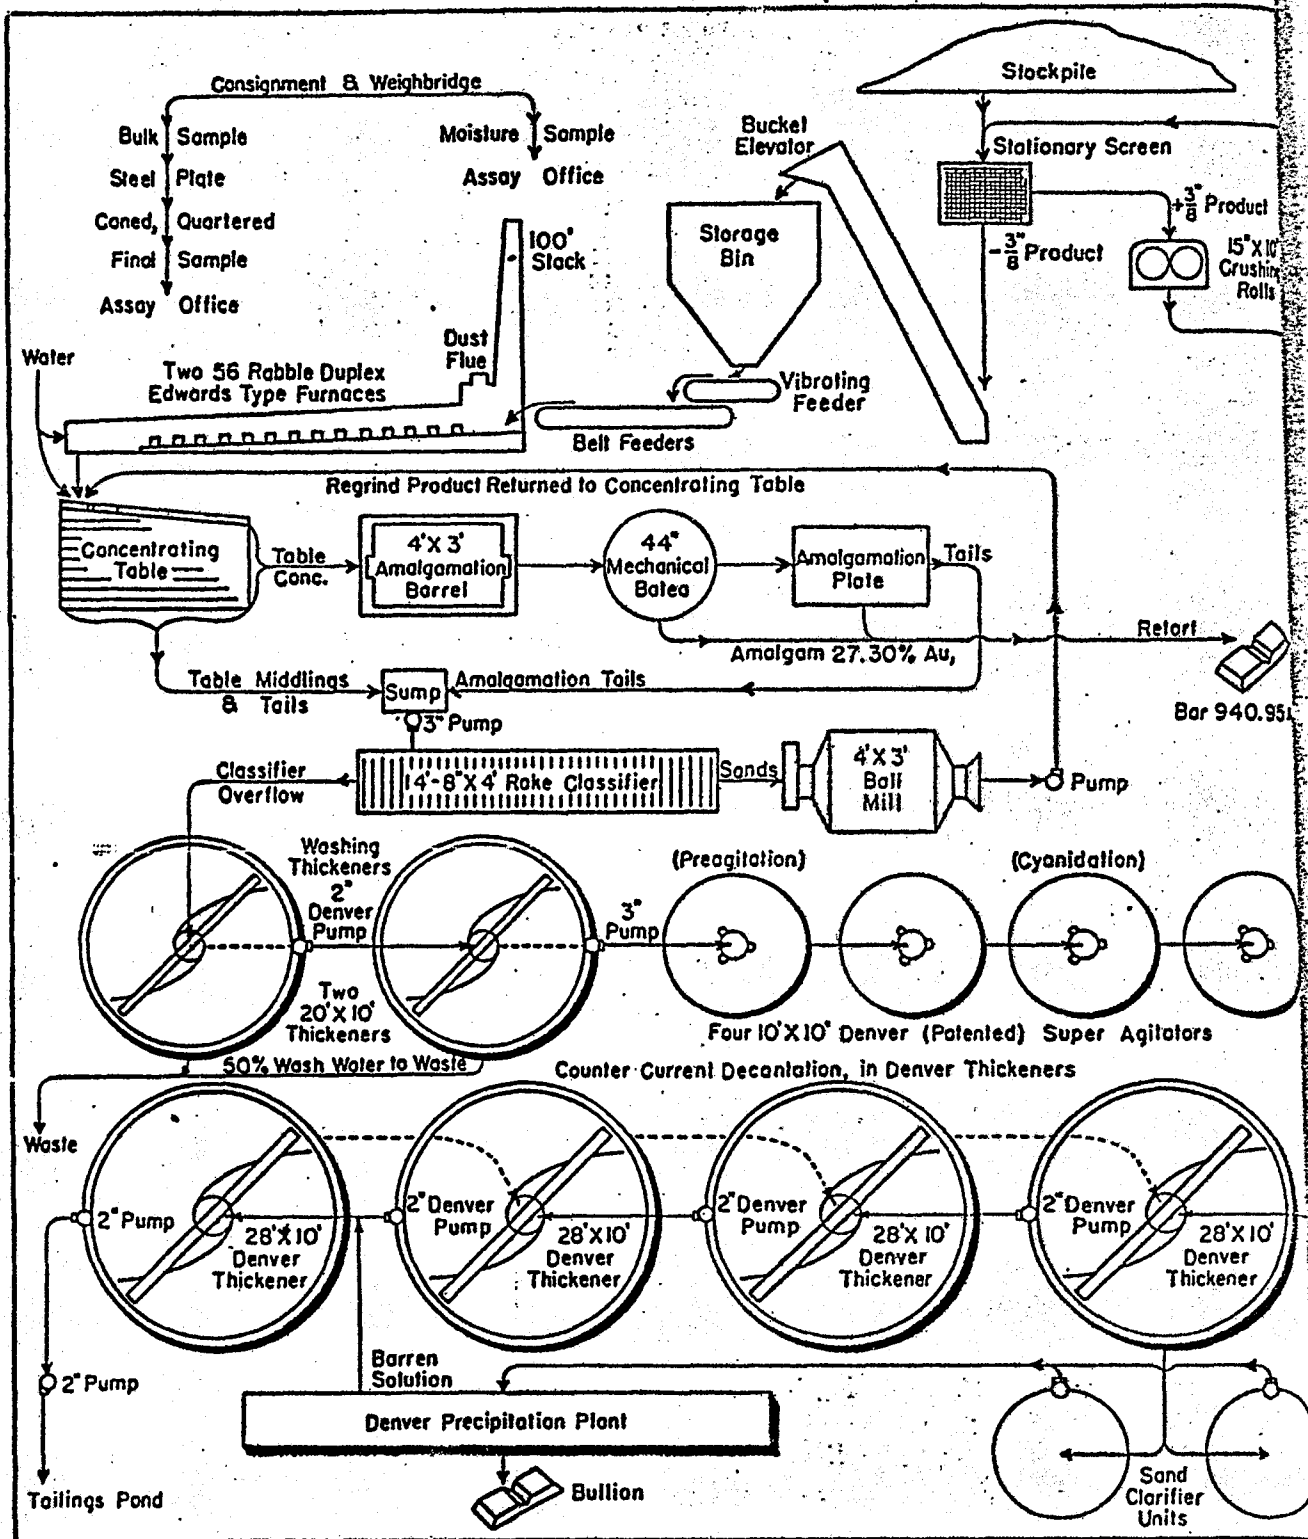 Consignment & Weighbridge
Bulk Sample
Steel Plate
Coned, Quartered
Final Sample
Assay Office
Moisture Sample
Assay Office
Stockpile
Bucket
Elevator
Stationary Screen
+3/8" Product
-3/8" Product
15" X 10"
Crushing
Rolls
Storage
Bin
100'
Stack
Dust
Flue
Water
Two 56 Rabble Duplex
Edwards Type Furnaces
Vibrating
Feeder
Belt Feeders
Regrind Product Returned to Concentrating Table
Concentrating
Table
Table
Conc.
4' X 3'
Amalgamation
Barrel
44"
Mechanical
Batea
Amalgamation
Plate
Tails
Retort
Amalgam 27.30% Au,
Bar 940.95
Table Middlings
& Tails
Sump
Amalgamation Tails
3" Pump
Classifier
Overflow
14'-8" X 4' Rake Classifier
Sands
4' X 3'
Ball
Mill
Pump
Washing
Thickeners
2"
Denver
Pump
Two
20' X 10'
Thickeners
3"
Pump
(Preagitation)
(Cyanidation)
Four 10' X 10" Denver (Patented) Super Agitators
50% Wash Water to Waste
Counter Current Decantation, in Denver Thickeners
Waste
2" Pump
28' X 10'
Denver
Thickener
2" Denver
Pump
28' X 10'
Denver
Thickener
2" Denver
Pump
28' X 10'
Denver
Thickener
2" Denver
Pump
28' X 10'
Denver
Thickener
2" Pump
Barren
Solution
Denver Precipitation Plant
Tailings Pond
Bullion
Sand
Clarifier
Units